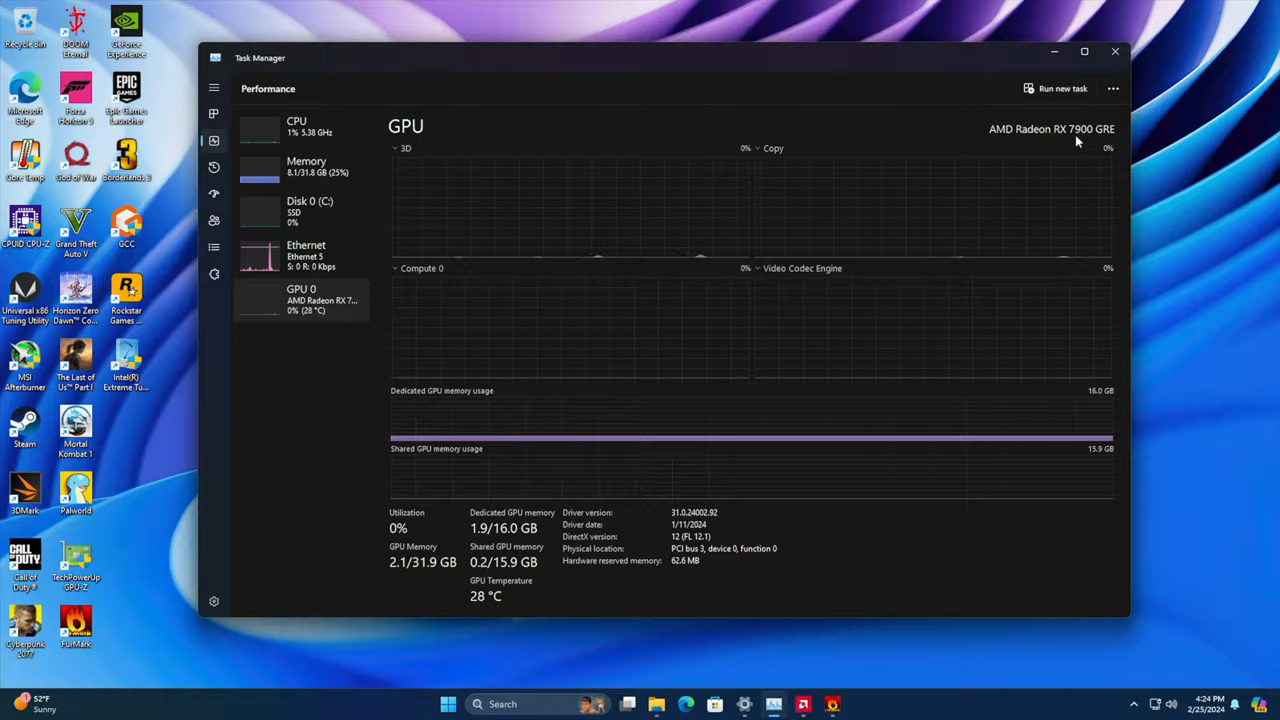 Recycle Bin
DOOM
Eternal
GeForce
Experience
Microsoft
Edge
Forza
Horizon 5
EPIC
GAMES
Epic Games
Launcher
Core Temp
God of War
Borderlands 3
CPUID CPU-Z
Grand Theft
Auto V
GCC
Universal x86
Tuning Utility
Horizon Zero
Dawn™ Co...
Rockstar
Games ...
MSI
Afterburner
The Last of
Us™ Part I
Intel(R)
Extreme Tu...
Steam
Mortal
Kombat 1
3DMark
Palworld
CALL OF DUTY
Call of
Duty®
TechPowerUp
GPU-Z
Cyberpunk
2077
FurMark
Task Manager
Performance
Run new task
CPU
1% 5.38 GHz
Memory
8.1/31.8 GB (25%)
Disk 0 (C:)
SSD
0%
Ethernet
Ethernet 5
S: 0 R: 0 Kbps
GPU 0
AMD Radeon RX 7...
0% (28 °C)
GPU
AMD Radeon RX 7900 GRE
3D 0%
Copy 0%
Compute 0 0%
Video Codec Engine 0%
Dedicated GPU memory usage 16.0 GB
Shared GPU memory usage 15.9 GB
Utilization
0%
Dedicated GPU memory
1.9/16.0 GB
GPU Memory
2.1/31.9 GB
Shared GPU memory
0.2/15.9 GB
GPU Temperature
28 °C
Driver version: 31.0.24002.92
Driver date: 1/11/2024
DirectX version: 12 (FL 12.1)
Physical location: PCI bus 3, device 0, function 0
Hardware reserved memory: 62.6 MB
1
52°F
Sunny
Search
4:24 PM
2/25/2024